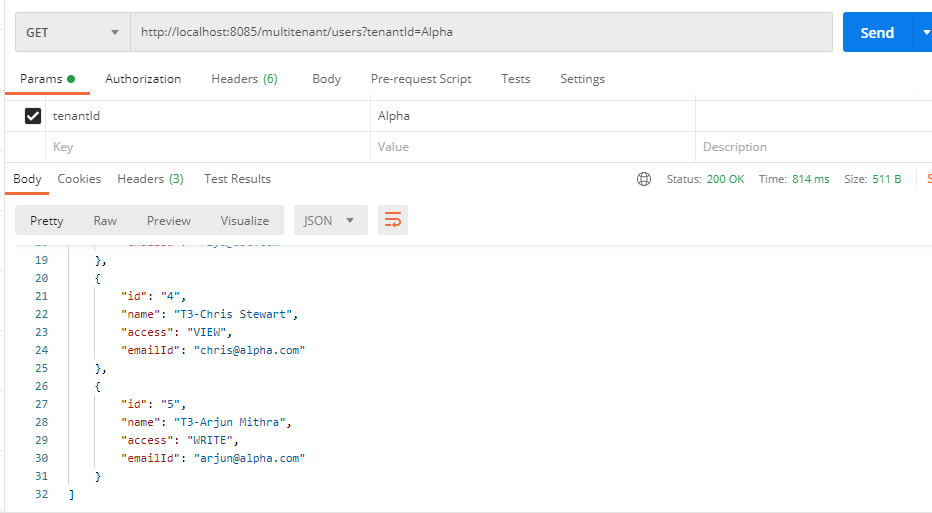 GET http://localhost:8085/multitenant/users?tenantId=Alpha Send
Params Authorization Headers (6) Body Pre-request Script Tests Settings
tenantId Alpha
Key Value Description
Body Cookies Headers (3) Test Results Status: 200 OK Time: 814 ms Size: 511 B
Pretty Raw Preview Visualize JSON
19 },
20 {
21 "id": "4",
22 "name": "T3-Chris Stewart",
23 "access": "VIEW",
24 "emailId": "chris@alpha.com"
25 },
26 {
27 "id": "5",
28 "name": "T3-Arjun Mithra",
29 "access": "WRITE",
30 "emailId": "arjun@alpha.com"
31 }
32 ]